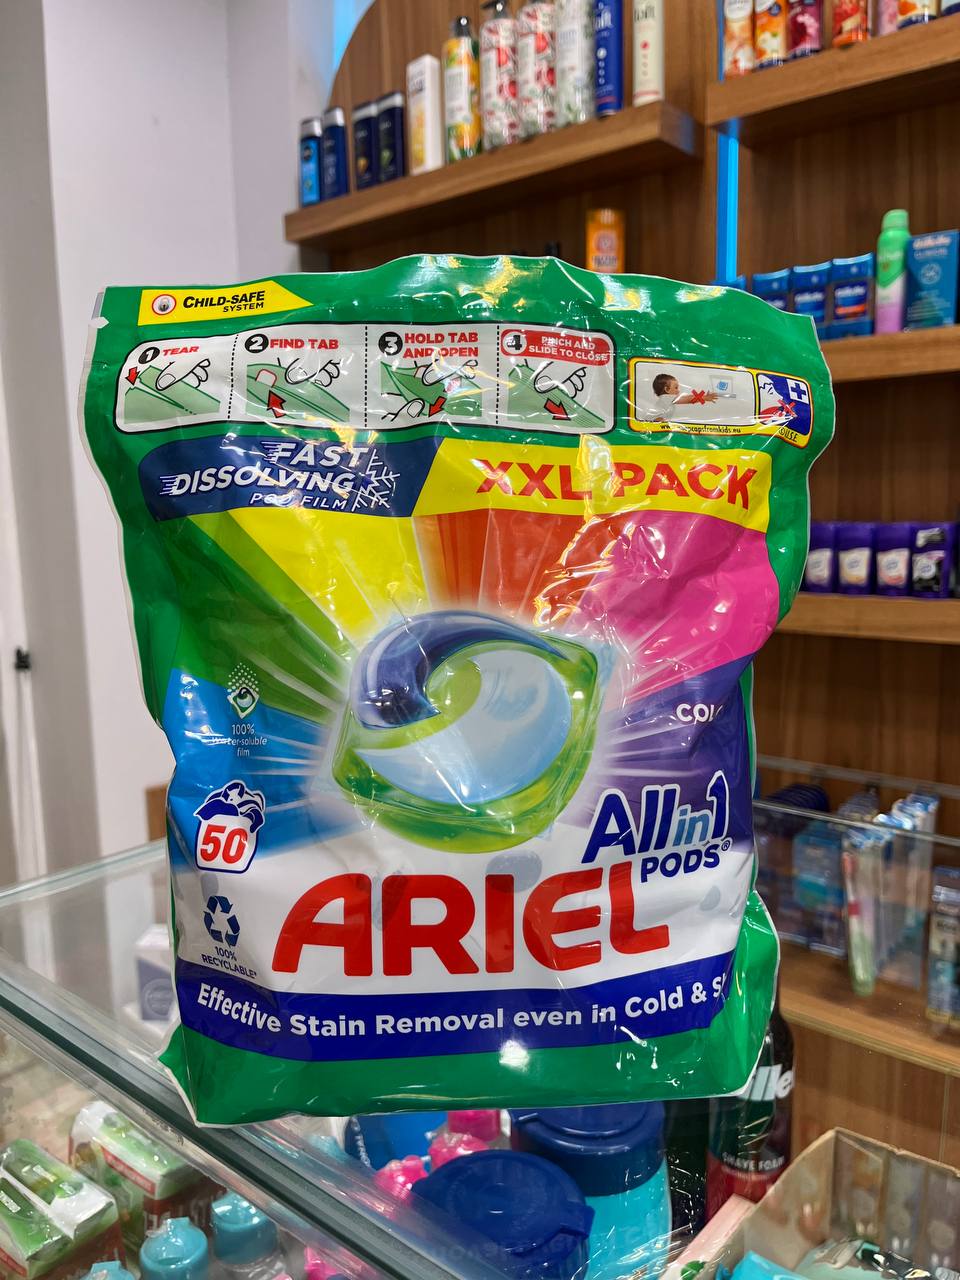 CHILD-SAFE
SYSTEM
1 TEAR
2 FIND TAB
3 HOLD TAB
AND OPEN
4 PINCH AND
SLIDE TO CLOSE
FAST
DISSOLVING
POD FILM
XXL PACK
100%
Water-soluble
film
50
All in 1
PODS®
ARIEL
100%
RECYCLABLE*
Effective Stain Removal even in Cold &
SHAVE FOAM